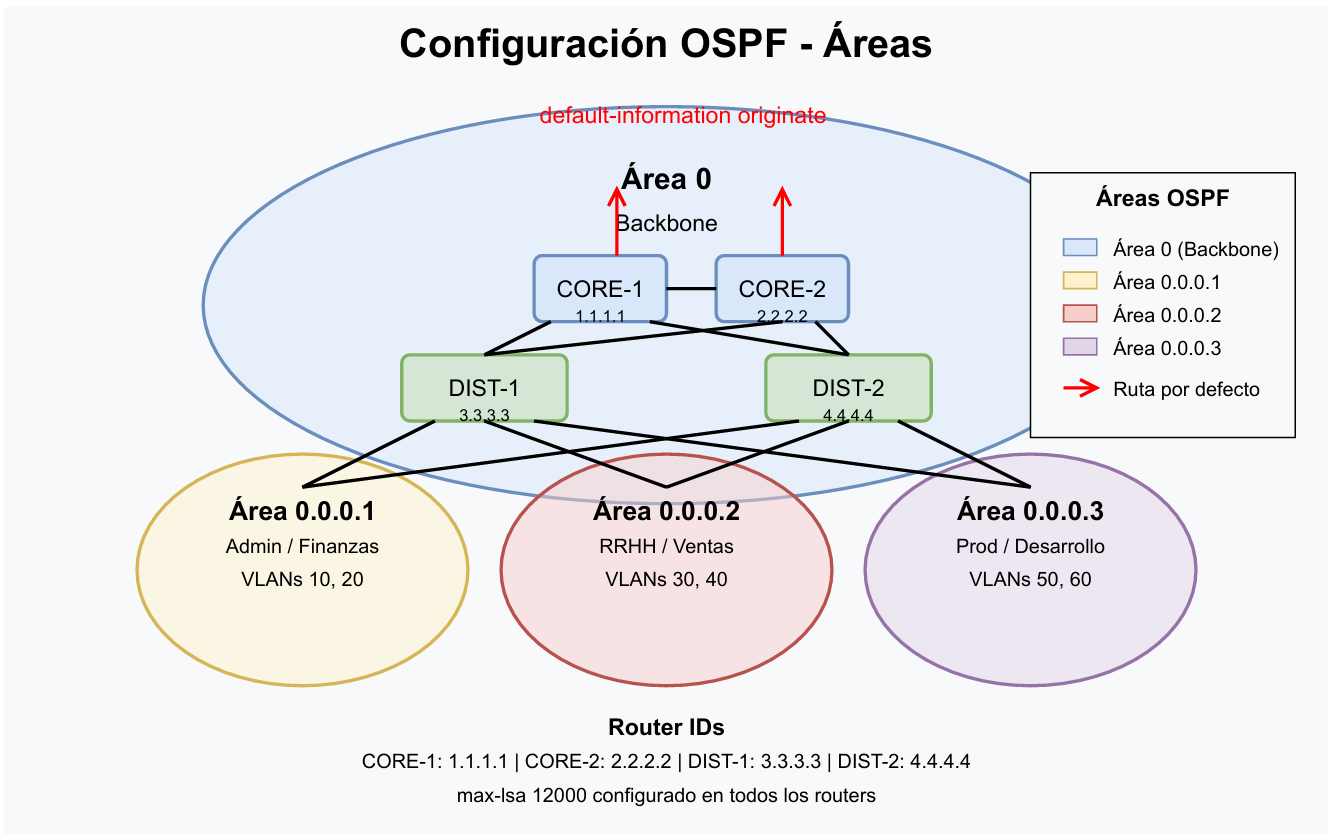 Configuración OSPF - Áreas
default-information originate
Área 0
Backbone
CORE-1
1.1.1.1
CORE-2
2.2.2.2
DIST-1
3.3.3.3
DIST-2
4.4.4.4
Áreas OSPF
Área 0 (Backbone)
Área 0.0.0.1
Área 0.0.0.2
Área 0.0.0.3
Ruta por defecto
Área 0.0.0.1
Admin / Finanzas
VLANs 10, 20
Área 0.0.0.2
RRHH / Ventas
VLANs 30, 40
Área 0.0.0.3
Prod / Desarrollo
VLANs 50, 60
Router IDs
CORE-1: 1.1.1.1 | CORE-2: 2.2.2.2 | DIST-1: 3.3.3.3 | DIST-2: 4.4.4.4
max-lsa 12000 configurado en todos los routers